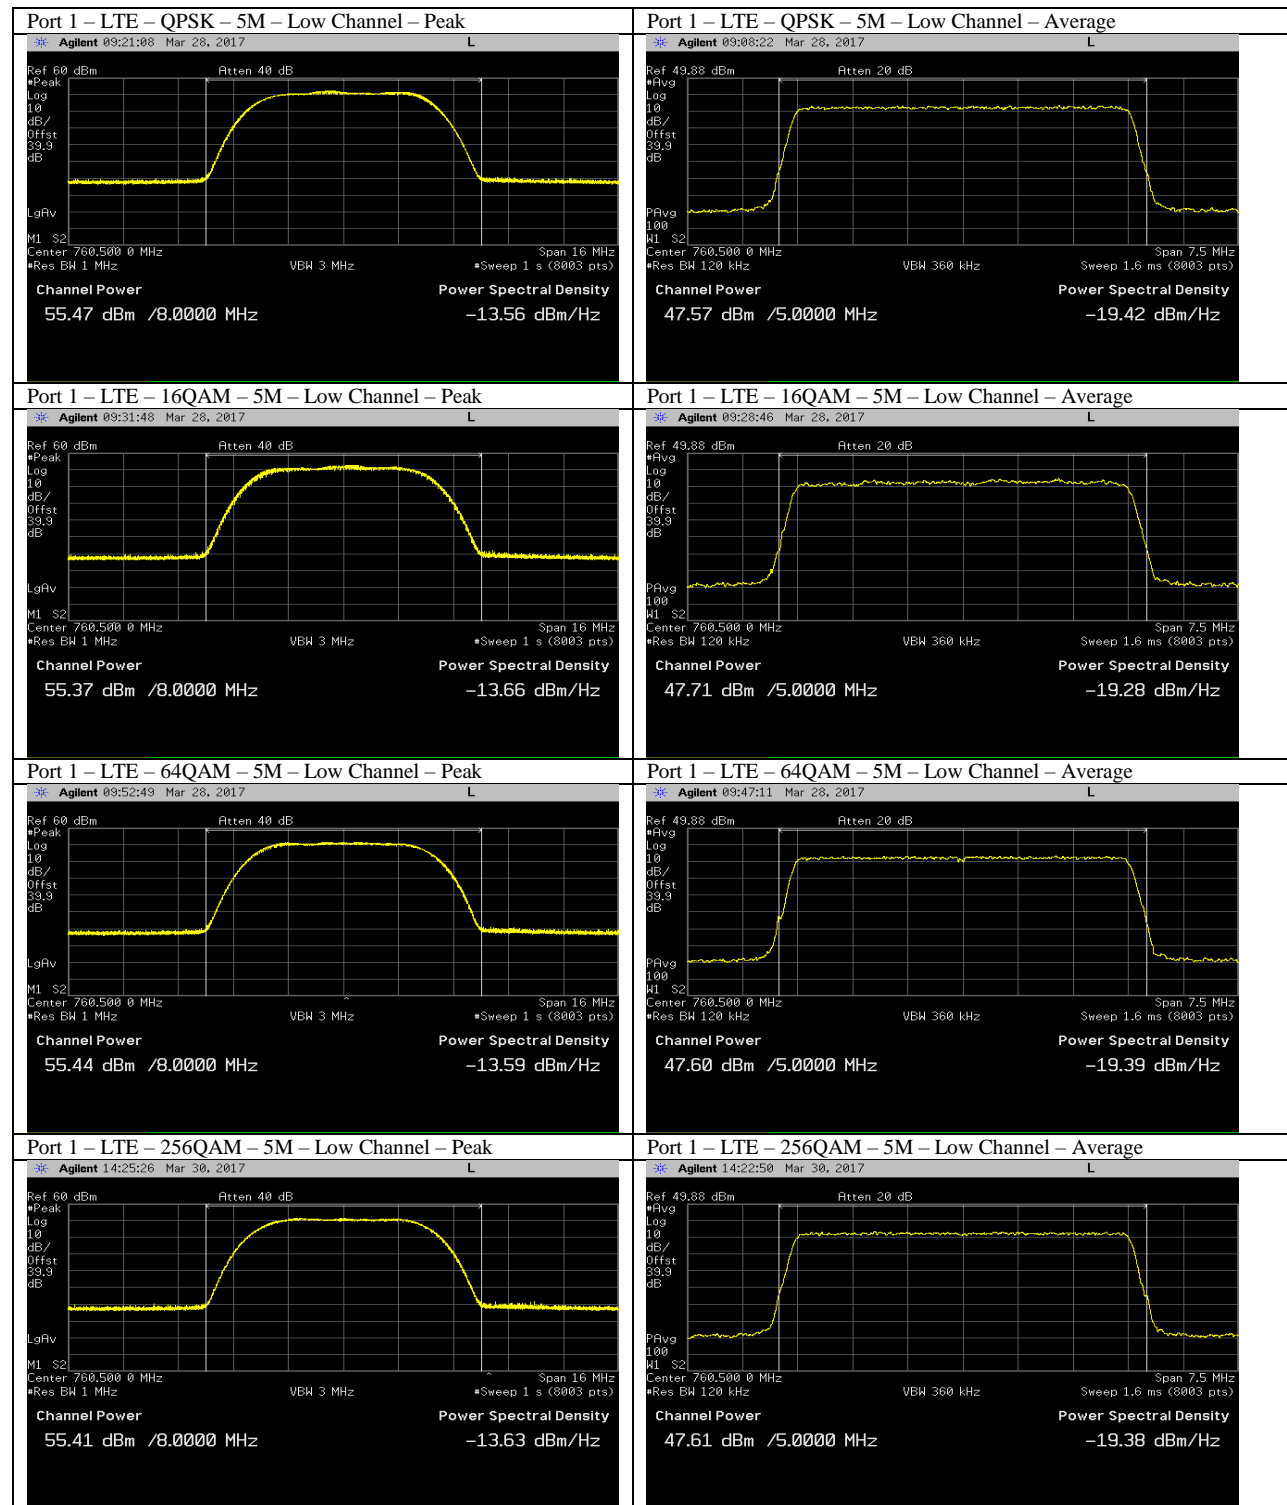 Port 1 – LTE – QPSK – 5M – Low Channel – Peak
Agilent 09:21:08 Mar 28, 2017 L
Ref 60 dBm Atten 40 dB
#Peak
Log
10
dB/
Offst
39.9
dB
LgAv
M1 S2
Center 760.500 0 MHz Span 16 MHz
#Res BW 1 MHz VBW 3 MHz #Sweep 1 s (8003 pts)
Channel Power Power Spectral Density
55.47 dBm /8.0000 MHz -13.56 dBm/Hz
Port 1 – LTE – QPSK – 5M – Low Channel – Average
Agilent 09:08:22 Mar 28, 2017 L
Ref 49.88 dBm Atten 20 dB
#Avg
Log
10
dB/
Offst
39.9
dB
PAvg
100
W1 S2
Center 760.500 0 MHz Span 7.5 MHz
#Res BW 120 kHz VBW 360 kHz Sweep 1.6 ms (8003 pts)
Channel Power Power Spectral Density
47.57 dBm /5.0000 MHz -19.42 dBm/Hz
Port 1 – LTE – 16QAM – 5M – Low Channel – Peak
Agilent 09:31:48 Mar 28, 2017 L
Ref 60 dBm Atten 40 dB
#Peak
Log
10
dB/
Offst
39.9
dB
LgAv
M1 S2
Center 760.500 0 MHz Span 16 MHz
#Res BW 1 MHz VBW 3 MHz #Sweep 1 s (8003 pts)
Channel Power Power Spectral Density
55.37 dBm /8.0000 MHz -13.66 dBm/Hz
Port 1 – LTE – 16QAM – 5M – Low Channel – Average
Agilent 09:28:46 Mar 28, 2017 L
Ref 49.88 dBm Atten 20 dB
#Avg
Log
10
dB/
Offst
39.9
dB
PAvg
100
W1 S2
Center 760.500 0 MHz Span 7.5 MHz
#Res BW 120 kHz VBW 360 kHz Sweep 1.6 ms (8003 pts)
Channel Power Power Spectral Density
47.71 dBm /5.0000 MHz -19.28 dBm/Hz
Port 1 – LTE – 64QAM – 5M – Low Channel – Peak
Agilent 09:52:49 Mar 28, 2017 L
Ref 60 dBm Atten 40 dB
#Peak
Log
10
dB/
Offst
39.9
dB
LgAv
M1 S2
Center 760.500 0 MHz Span 16 MHz
#Res BW 1 MHz VBW 3 MHz #Sweep 1 s (8003 pts)
Channel Power Power Spectral Density
55.44 dBm /8.0000 MHz -13.59 dBm/Hz
Port 1 – LTE – 64QAM – 5M – Low Channel – Average
Agilent 09:47:11 Mar 28, 2017 L
Ref 49.88 dBm Atten 20 dB
#Avg
Log
10
dB/
Offst
39.9
dB
PAvg
100
W1 S2
Center 760.500 0 MHz Span 7.5 MHz
#Res BW 120 kHz VBW 360 kHz Sweep 1.6 ms (8003 pts)
Channel Power Power Spectral Density
47.60 dBm /5.0000 MHz -19.39 dBm/Hz
Port 1 – LTE – 256QAM – 5M – Low Channel – Peak
Agilent 14:25:26 Mar 30, 2017 L
Ref 60 dBm Atten 40 dB
#Peak
Log
10
dB/
Offst
39.9
dB
LgAv
M1 S2
Center 760.500 0 MHz Span 16 MHz
#Res BW 1 MHz VBW 3 MHz #Sweep 1 s (8003 pts)
Channel Power Power Spectral Density
55.41 dBm /8.0000 MHz -13.63 dBm/Hz
Port 1 – LTE – 256QAM – 5M – Low Channel – Average
Agilent 14:22:50 Mar 30, 2017 L
Ref 49.88 dBm Atten 20 dB
#Avg
Log
10
dB/
Offst
39.9
dB
PAvg
100
W1 S2
Center 760.500 0 MHz Span 7.5 MHz
#Res BW 120 kHz VBW 360 kHz Sweep 1.6 ms (8003 pts)
Channel Power Power Spectral Density
47.61 dBm /5.0000 MHz -19.38 dBm/Hz